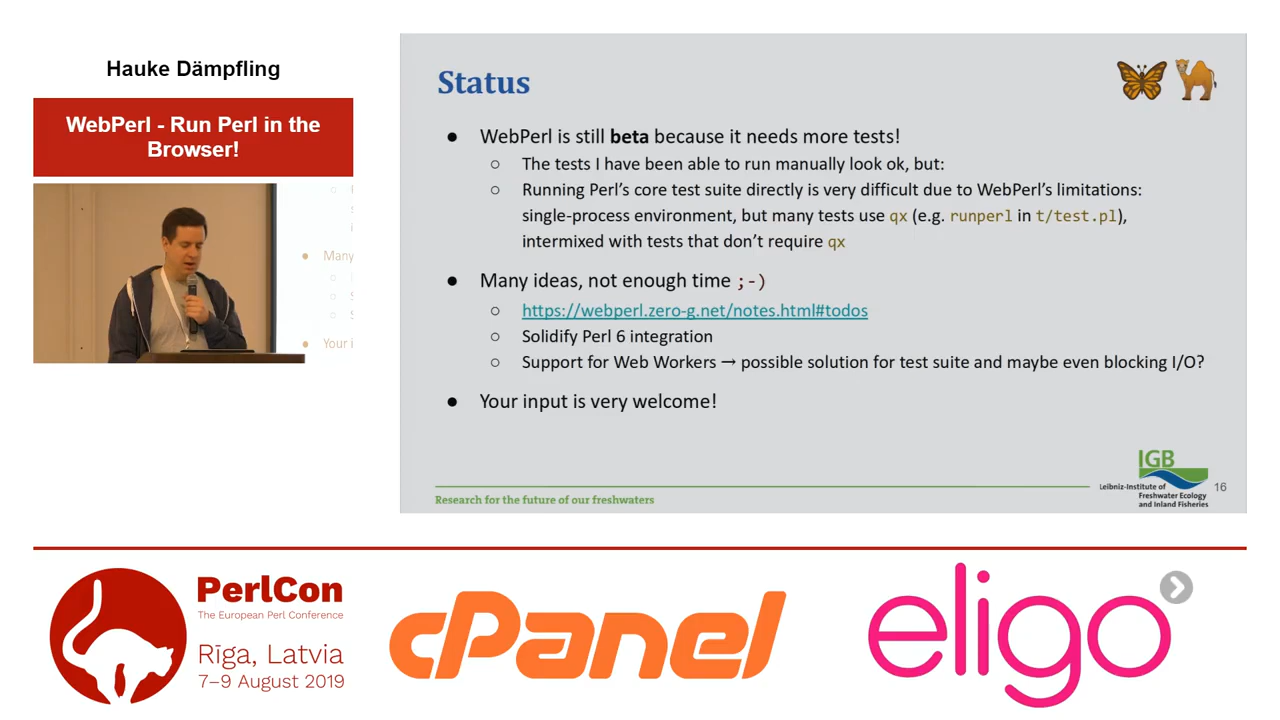 Hauke Dämpfling
WebPerl - Run Perl in the
Browser!
Many
Your i
Status
● WebPerl is still beta because it needs more tests!
○ The tests I have been able to run manually look ok, but:
○ Running Perl’s core test suite directly is very difficult due to WebPerl’s limitations:
single-process environment, but many tests use qx (e.g. runperl in t/test.pl),
intermixed with tests that don’t require qx
● Many ideas, not enough time ;-)
○ https://webperl.zero-g.net/notes.html#todos
○ Solidify Perl 6 integration
○ Support for Web Workers → possible solution for test suite and maybe even blocking I/O?
● Your input is very welcome!
Research for the future of our freshwaters
IGB
Leibniz-Institute of
Freshwater Ecology
and Inland Fisheries
16
PerlCon
The European Perl Conference
Rīga, Latvia
7–9 August 2019
cPanel
eligo